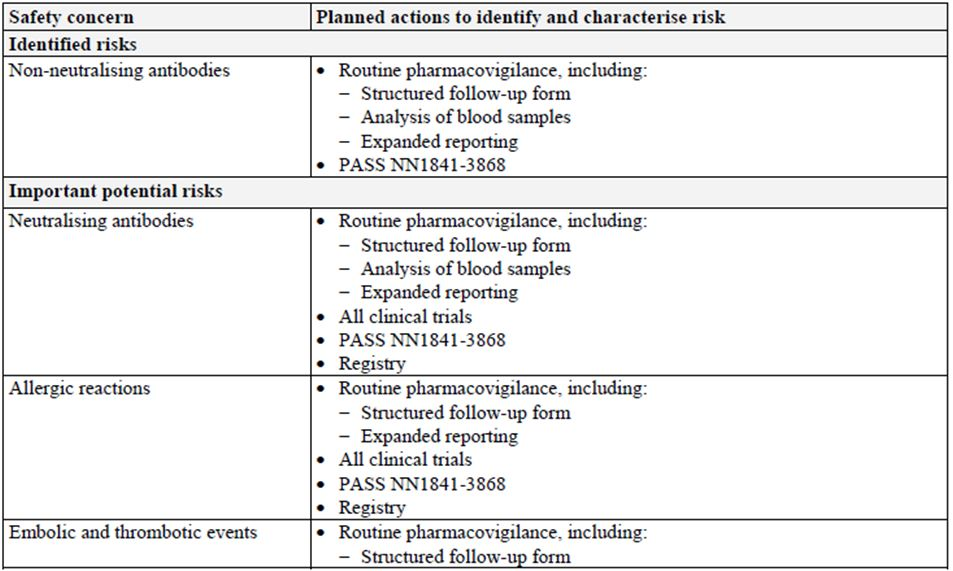 Safety concern Planned actions to identify and characterise risk
Identified risks
Non-neutralising antibodies • Routine pharmacovigilance, including:
– Structured follow-up form
– Analysis of blood samples
– Expanded reporting
• PASS NN1841-3868
Important potential risks
Neutralising antibodies • Routine pharmacovigilance, including:
– Structured follow-up form
– Analysis of blood samples
– Expanded reporting
• All clinical trials
• PASS NN1841-3868
• Registry
Allergic reactions • Routine pharmacovigilance, including:
– Structured follow-up form
– Expanded reporting
• All clinical trials
• PASS NN1841-3868
• Registry
Embolic and thrombotic events • Routine pharmacovigilance, including:
– Structured follow-up form